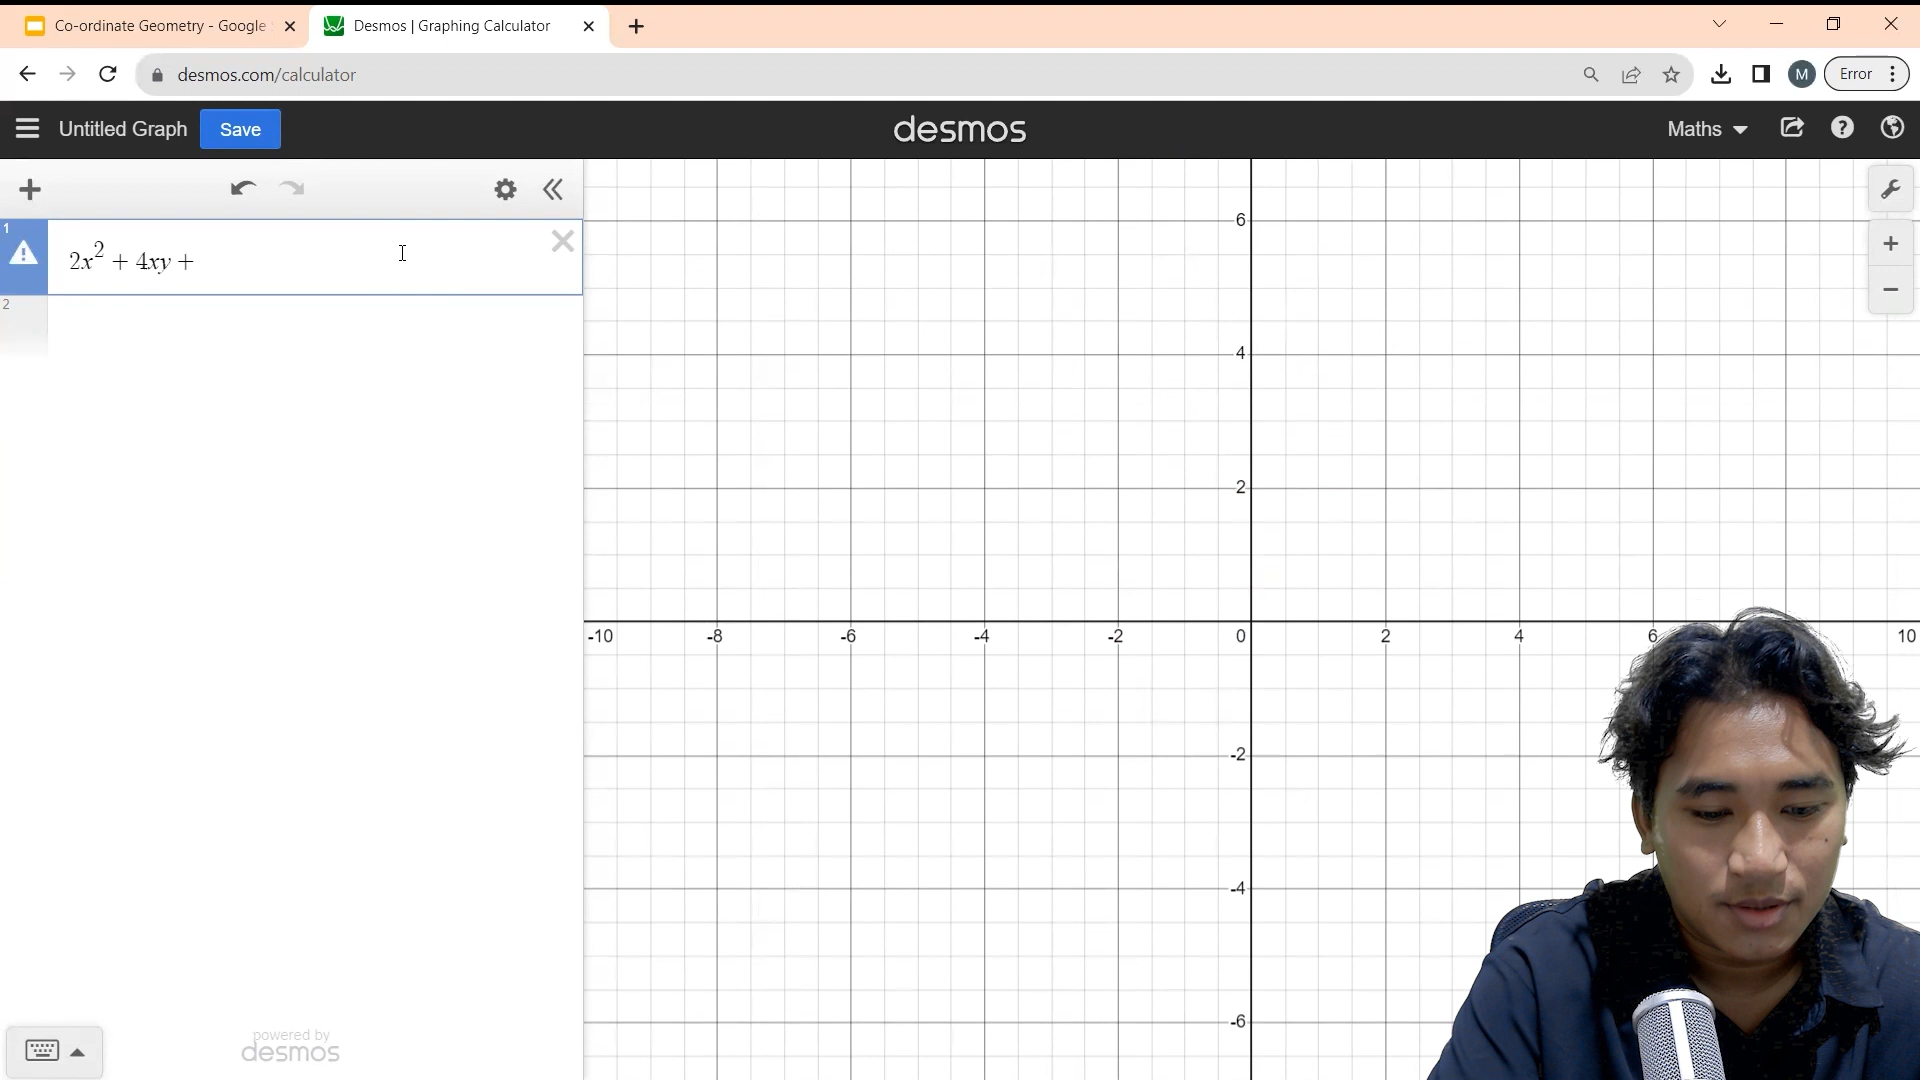 Co-ordinate Geometry - Google
Desmos | Graphing Calculator
desmos.com/calculator
M
Error
Untitled Graph
Save
desmos
Maths
1
2x² + 4xy +
2
6
4
2
-10
-8
-6
-4
-2
0
2
4
6
10
-2
-4
-6
powered by
desmos